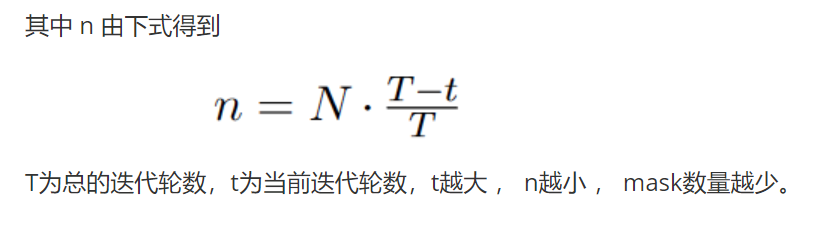 其中 n 由下式得到
n = N · \frac{T-t}{T}
T为总的迭代轮数，t为当前迭代轮数，t越大 ， n越小 ， mask数量越少。